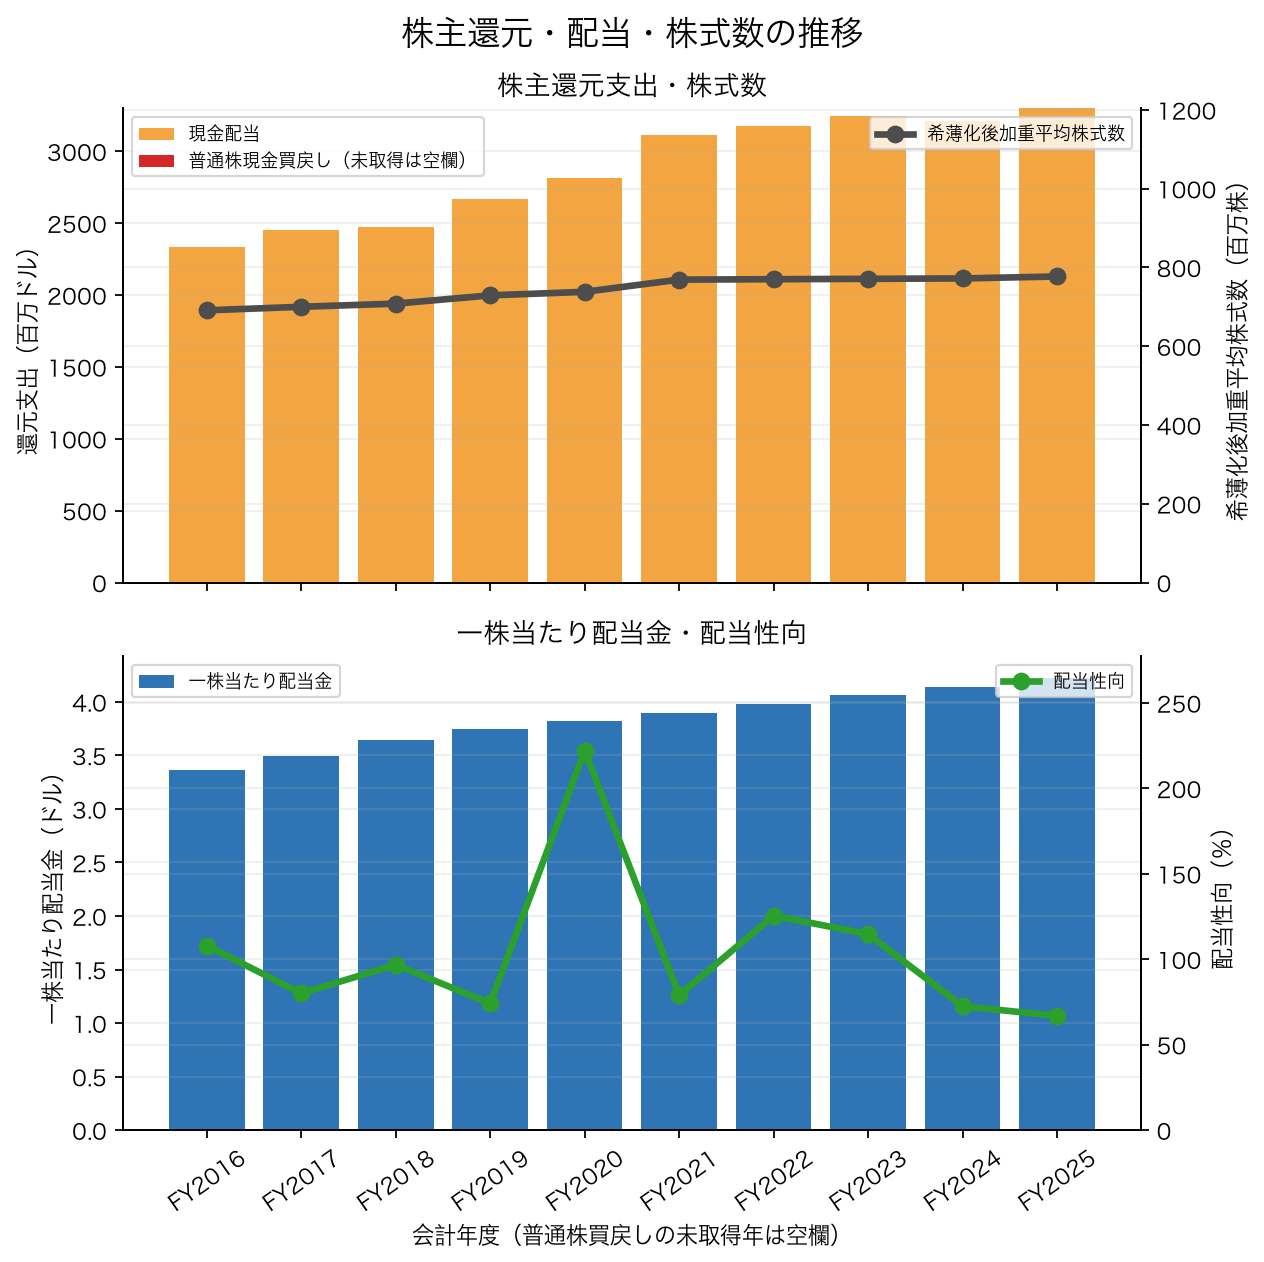 株主還元・配当・株式数の推移
株主還元支出・株式数
現金配当
普通株現金買戻し（未取得は空欄）
希薄化後加重平均株式数
還元支出（百万ドル）
3000
2500
2000
1500
1000
500
0
1200
1000
800
600
400
200
0
希薄化後加重平均株式数（百万株）
一株当たり配当金・配当性向
一株当たり配当金
配当性向
一株当たり配当金（ドル）
4.0
3.5
3.0
2.5
2.0
1.5
1.0
0.5
0.0
250
200
150
100
50
0
配当性向（%）
FY2016
FY2017
FY2018
FY2019
FY2020
FY2021
FY2022
FY2023
FY2024
FY2025
会計年度（普通株買戻しの未取得年は空欄）